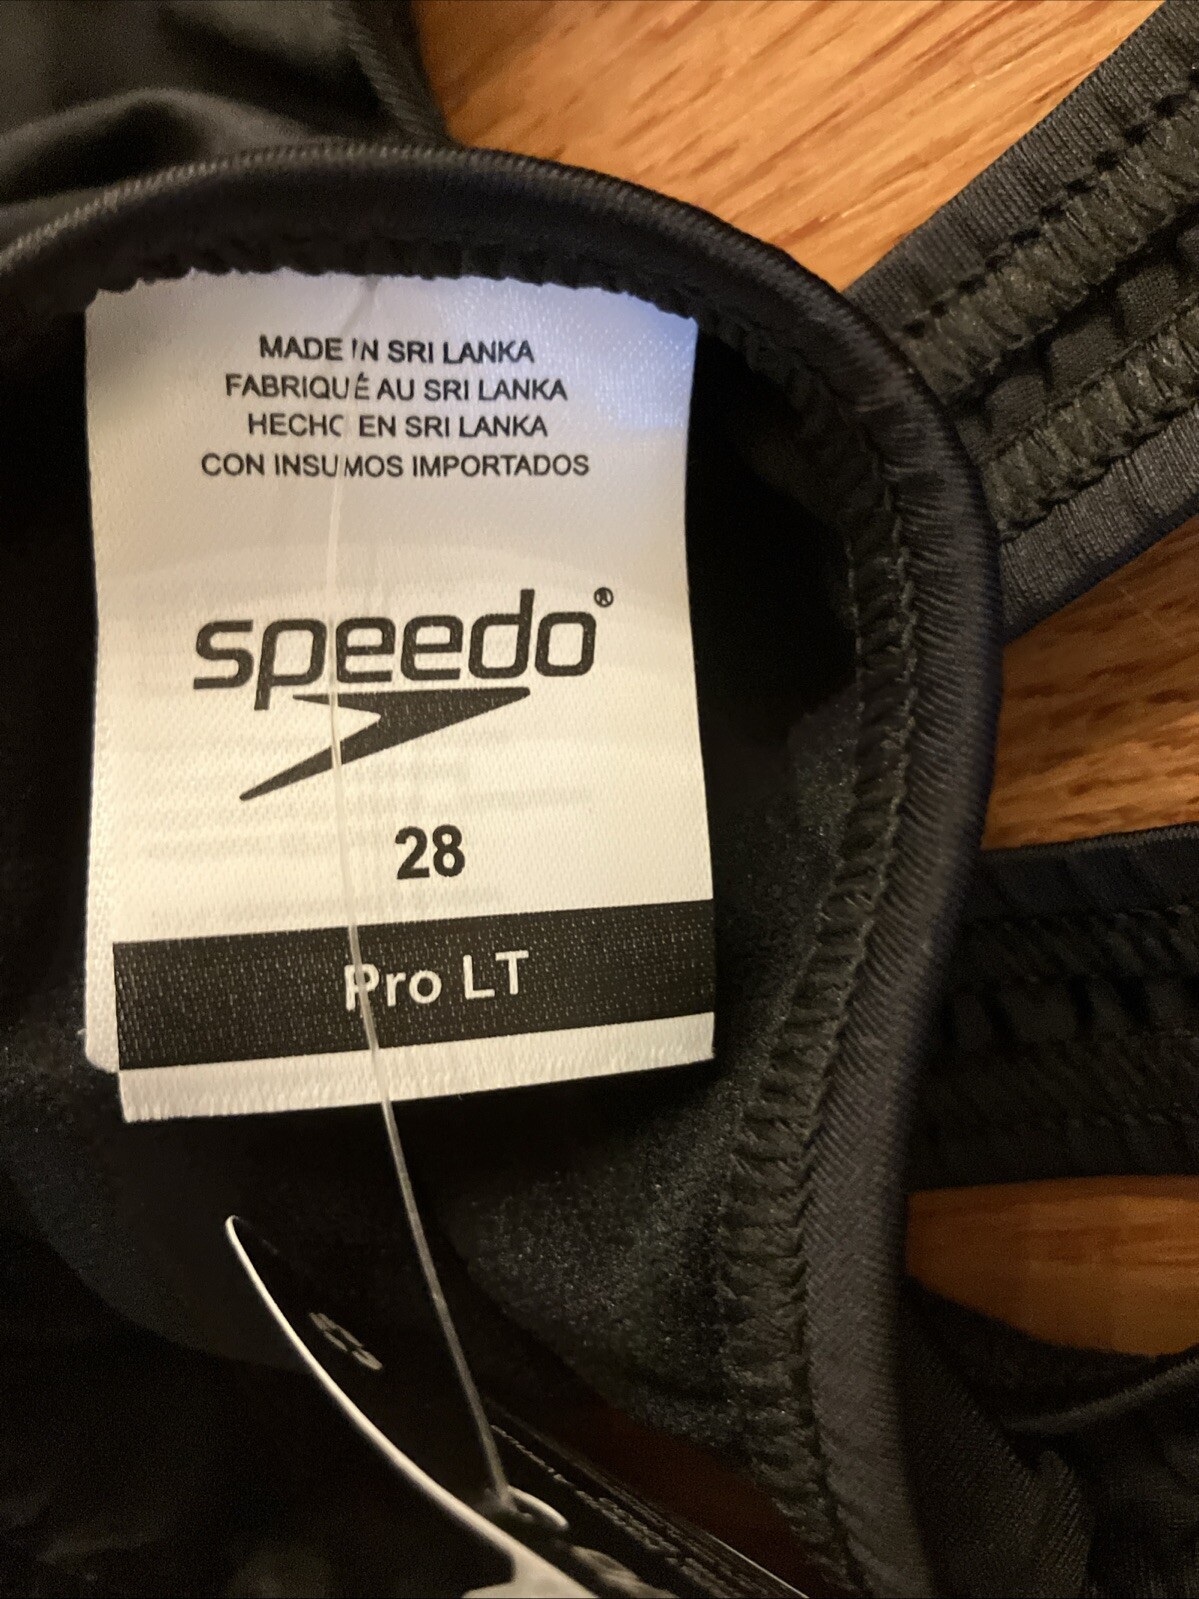 MADE IN SRI LANKA
FABRIQUÉ AU SRI LANKA
HECHO EN SRI LANKA
CON INSUMOS IMPORTADOS
speedo®
28
Pro LT